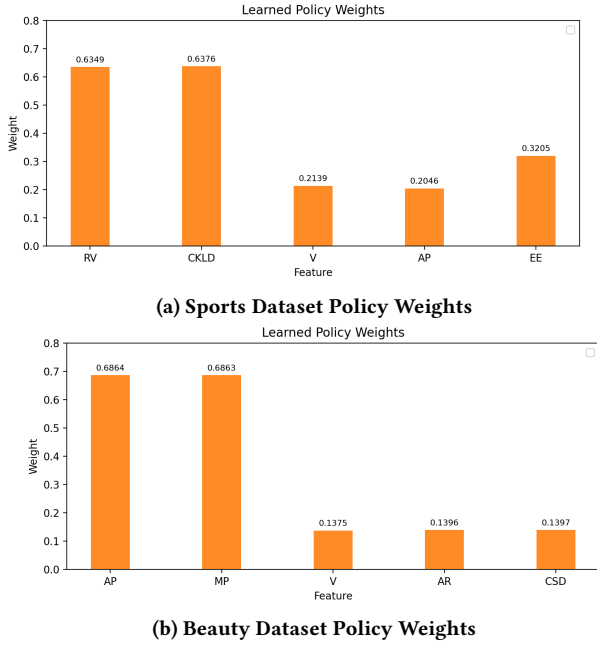 Learned Policy Weights
0.8
0.7
0.6
0.5
0.4
0.3
0.2
0.1
0.0
Weight
0.6349
0.6376
0.2139
0.2046
0.3205
RV CKLD V AP EE
Feature
(a) Sports Dataset Policy Weights
Learned Policy Weights
0.8
0.7
0.6
0.5
0.4
0.3
0.2
0.1
0.0
Weight
0.6864
0.6863
0.1375
0.1396
0.1397
AP MP V AR CSD
Feature
(b) Beauty Dataset Policy Weights